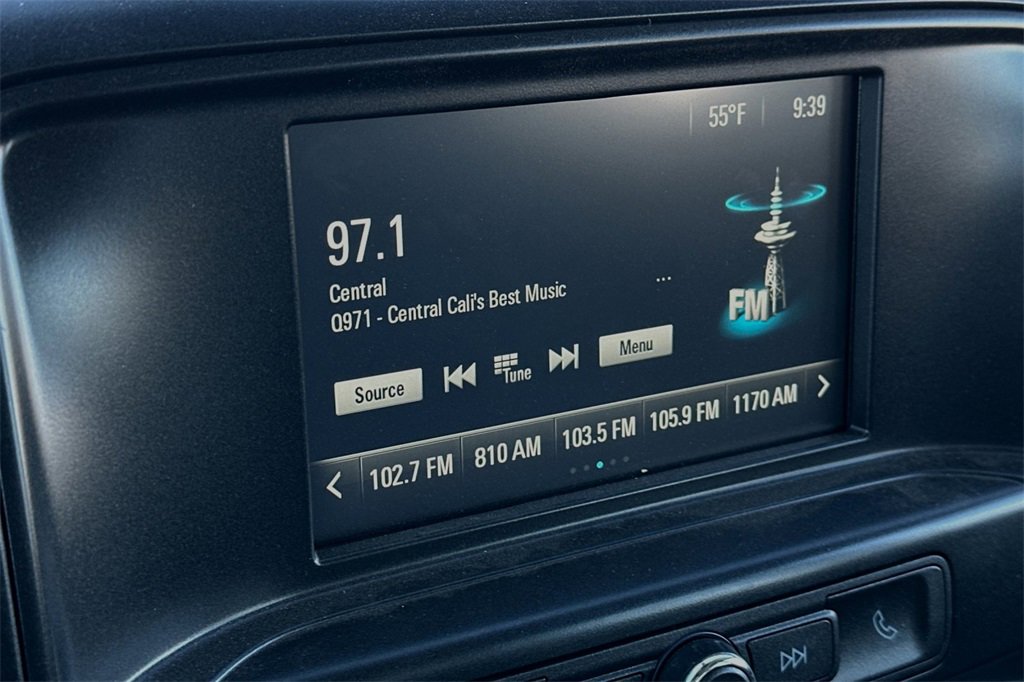 55°F 9:39
97.1
Central
Q971 - Central Cali's Best Music
...
FM
Source Tune Menu
102.7 FM 810 AM 103.5 FM 105.9 FM 1170 AM